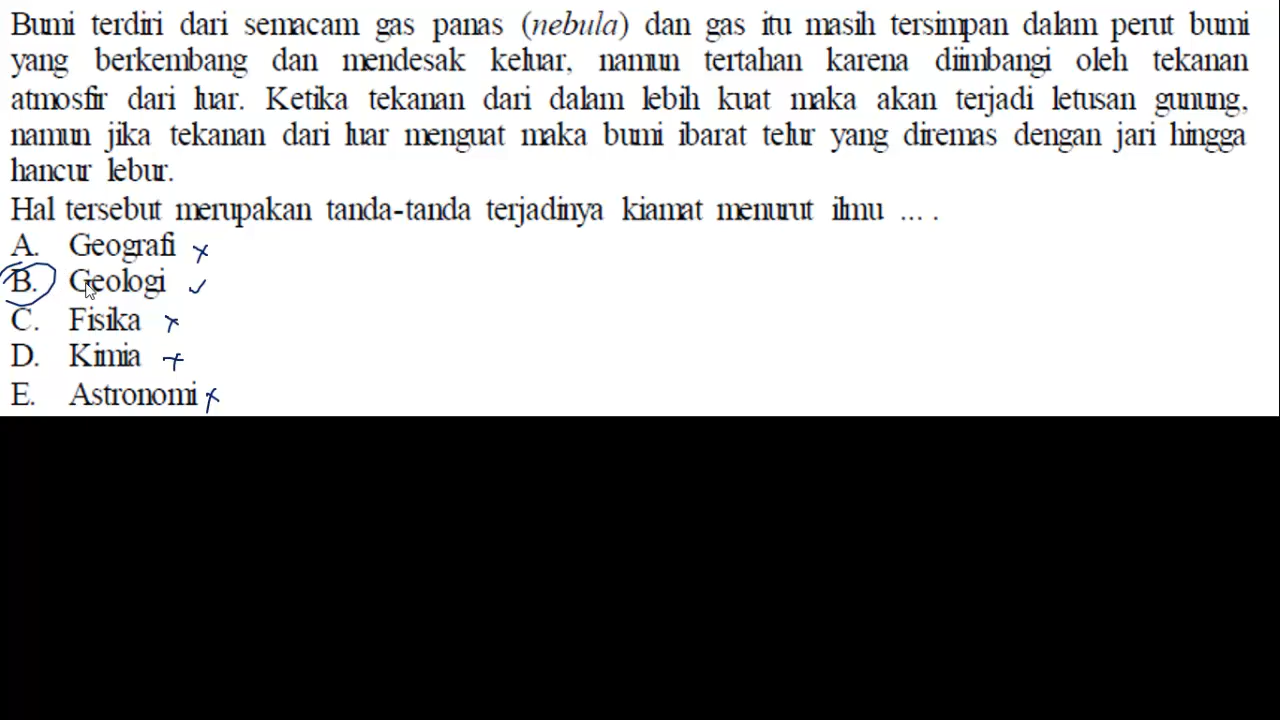 Bumi terdiri dari semacam gas panas (nebula) dan gas itu masih tersimpan dalam perut bumi
yang berkembang dan mendesak keluar, namun tertahan karena diimbangi oleh tekanan
atmosfir dari luar. Ketika tekanan dari dalam lebih kuat maka akan terjadi letusan gunung,
namun jika tekanan dari luar menguat maka bumi ibarat telur yang diremas dengan jari hingga
hancur lebur.
Hal tersebut merupakan tanda-tanda terjadinya kiamat menurut ilmu ... .
A. Geografi
B. Geologi
C. Fisika
D. Kimia
E. Astronomi